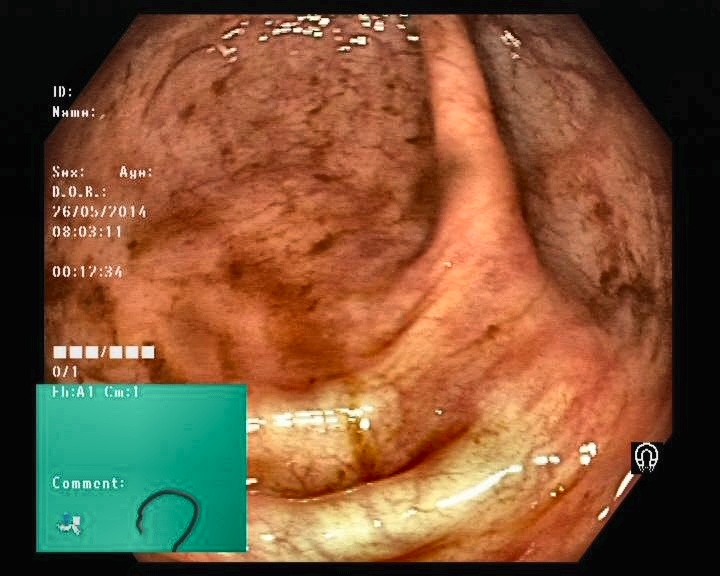 ID:
Name:
Sex: Age:
D.O.B.:
26/05/2014
08:03:11
00:12:34
■■■/■■■
0/1
Eh:A1 Cm:1
Comment: